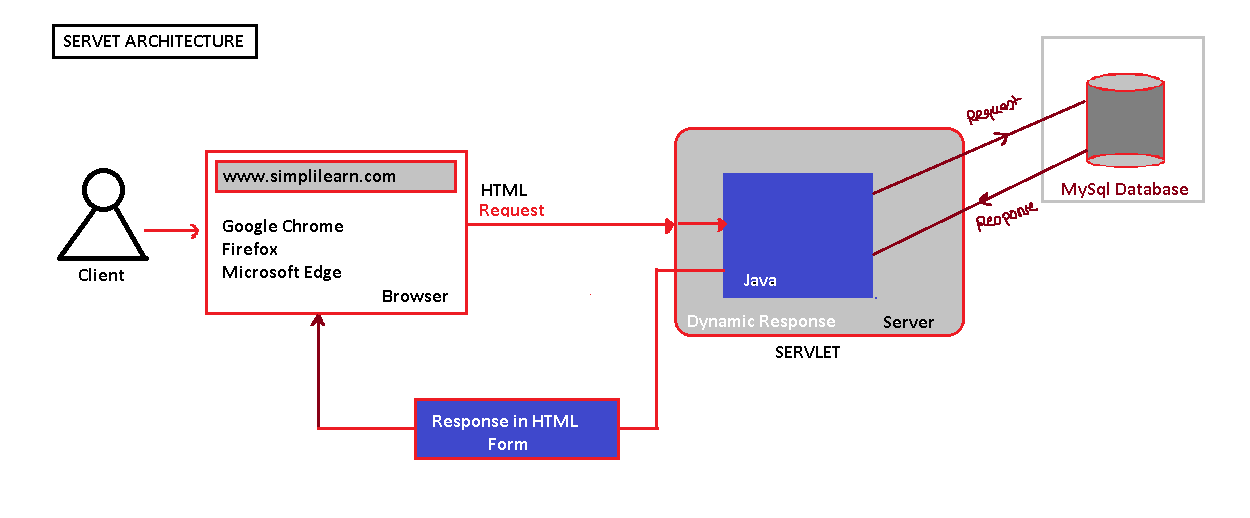 SERVET ARCHITECTURE
Client
www.simplilearn.com
Google Chrome
Firefox
Microsoft Edge
Browser
HTML
Request
Java
Dynamic Response
Server
SERVLET
Request
Response
MySql Database
Response in HTML
Form